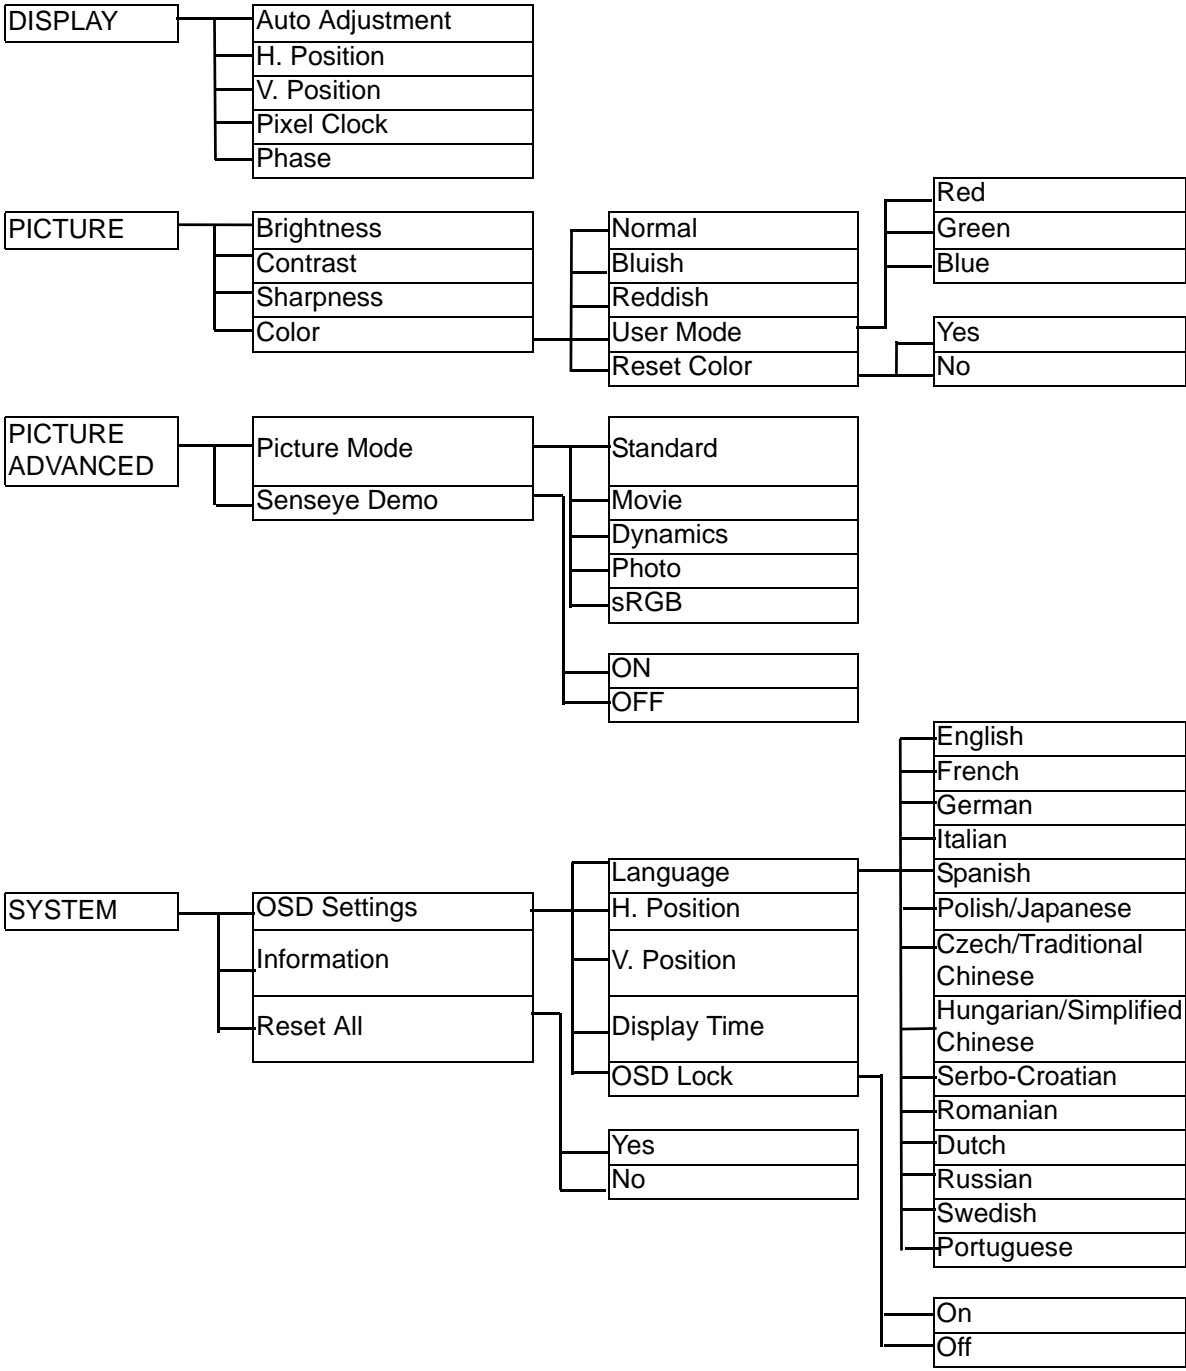 DISPLAY
Auto Adjustment
H. Position
V. Position
Pixel Clock
Phase
PICTURE
Brightness
Contrast
Sharpness
Color
Normal
Bluish
Reddish
User Mode
Reset Color
Red
Green
Blue
Yes
No
PICTURE
ADVANCED
Picture Mode
Senseye Demo
Standard
Movie
Dynamics
Photo
sRGB
ON
OFF
SYSTEM
OSD Settings
Information
Reset All
Language
H. Position
V. Position
Display Time
OSD Lock
Yes
No
English
French
German
Italian
Spanish
Polish/Japanese
Czech/Traditional
Chinese
Hungarian/Simplified
Chinese
Serbo-Croatian
Romanian
Dutch
Russian
Swedish
Portuguese
On
Off